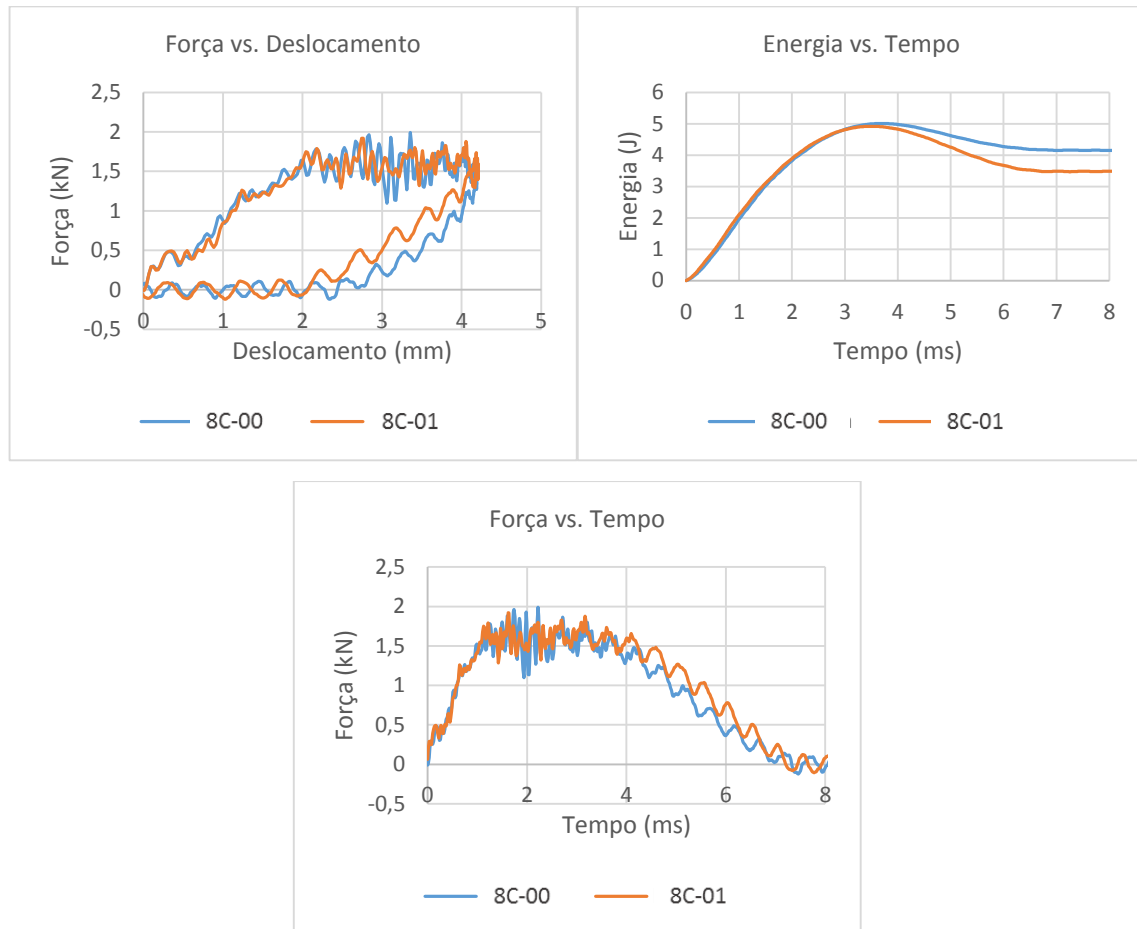 Força vs. Deslocamento
2,5
2
1,5
1
0,5
0
-0,5
0 1 2 3 4 5
Força (kN)
Deslocamento (mm)
8C-00 8C-01
Energia vs. Tempo
6
5
4
3
2
1
0
0 1 2 3 4 5 6 7 8
Energia (J)
Tempo (ms)
8C-00 8C-01
Força vs. Tempo
2,5
2
1,5
1
0,5
0
-0,5
0 2 4 6 8
Força (kN)
Tempo (ms)
8C-00 8C-01